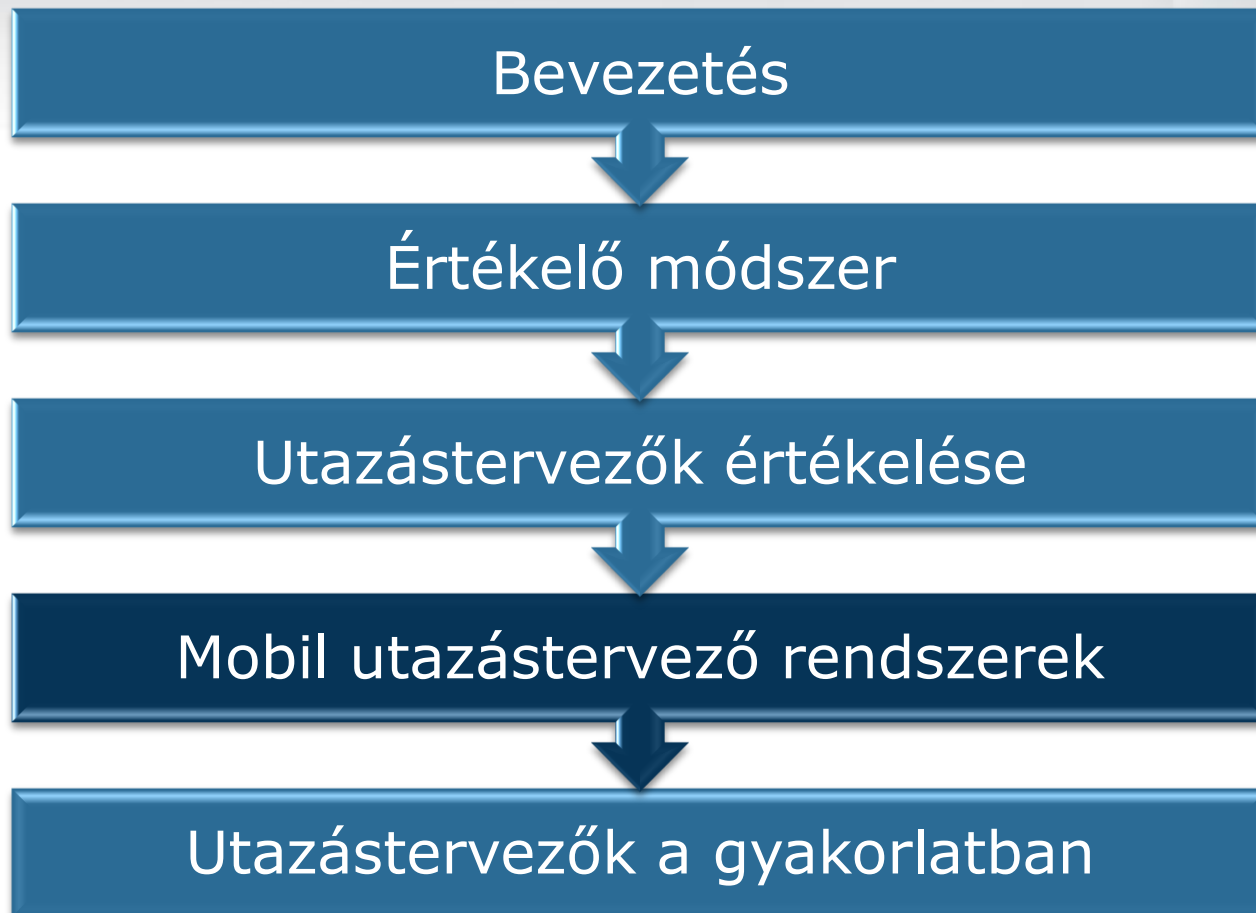 Bevezetés
Értékelő módszer
Utazástervezők értékelése
Mobil utazástervező rendszerek
Utazástervezők a gyakorlatban